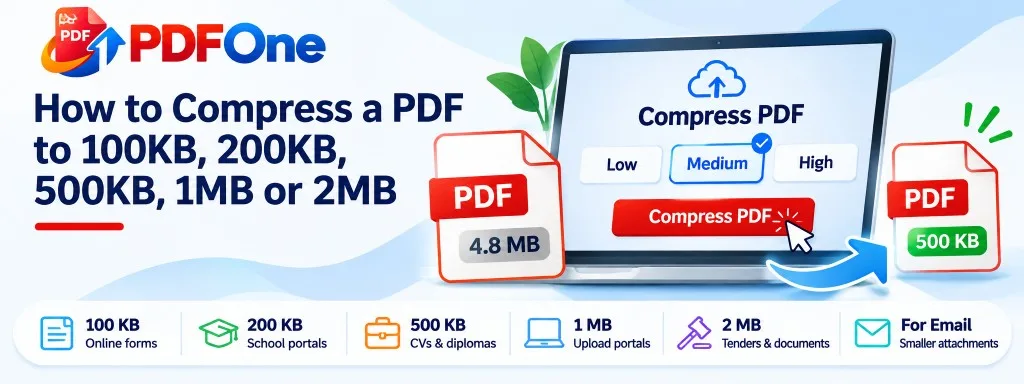 PDF
PDFOne
How to Compress a PDF
to 100KB, 200KB,
500KB, 1MB or 2MB
PDF
4.8 MB
Compress PDF
Low
Medium
High
Compress PDF
PDF
500 KB
100 KB
Online forms
200 KB
School portals
500 KB
CVs & diplomas
1 MB
Upload portals
2 MB
Tenders & documents
For Email
Smaller attachments